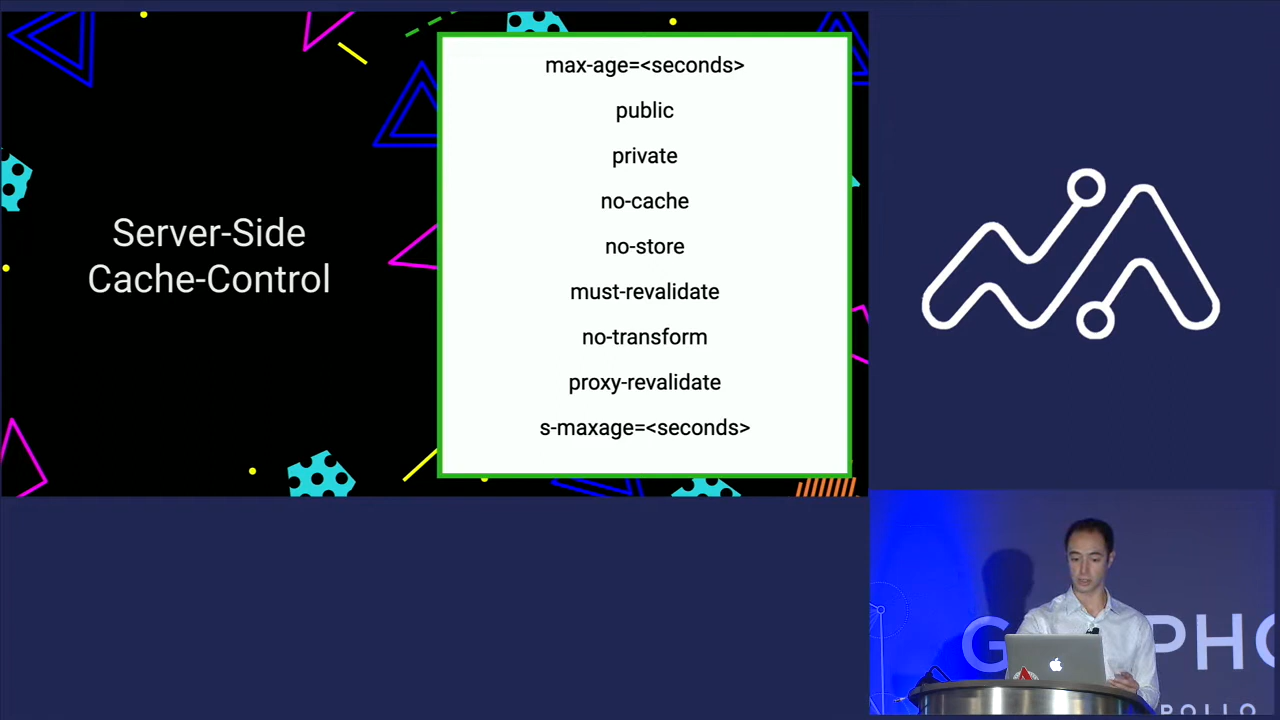 Server-Side
Cache-Control
max-age=<seconds>
public
private
no-cache
no-store
must-revalidate
no-transform
proxy-revalidate
s-maxage=<seconds>